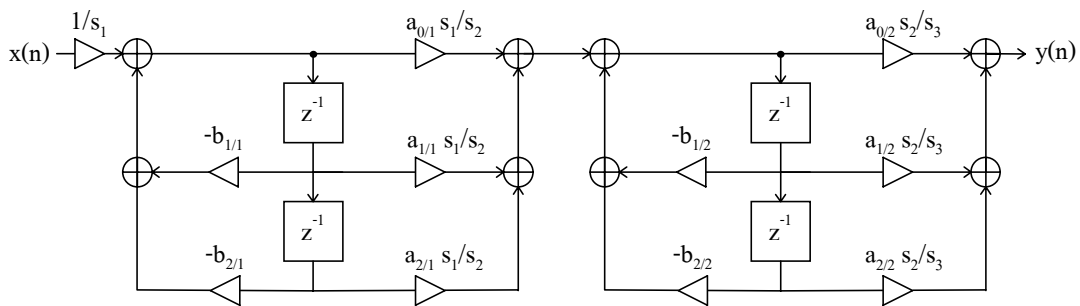 1/s₁ a₀/₁ s₁/s₂ a₀/₂ s₂/s₃
x(n) y(n)
z⁻¹ z⁻¹
-b₁/₁ a₁/₁ s₁/s₂ -b₁/₂ a₁/₂ s₂/s₃
z⁻¹ z⁻¹
-b₂/₁ a₂/₁ s₁/s₂ -b₂/₂ a₂/₂ s₂/s₃